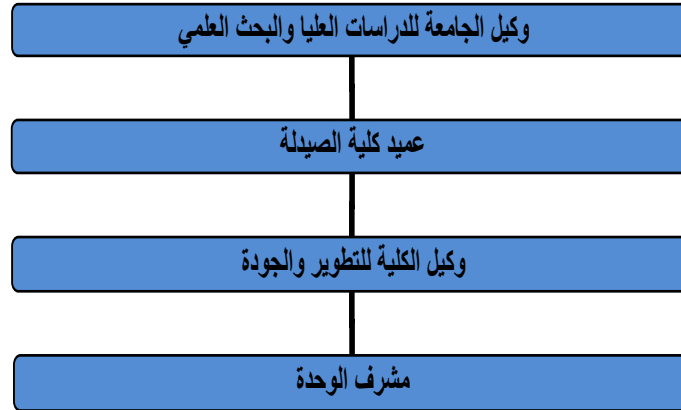 وكيل الجامعة للدراسات العليا والبحث العلمي
عميد كلية الصيدلة
وكيل الكلية للتطوير والجودة
مشرف الوحدة